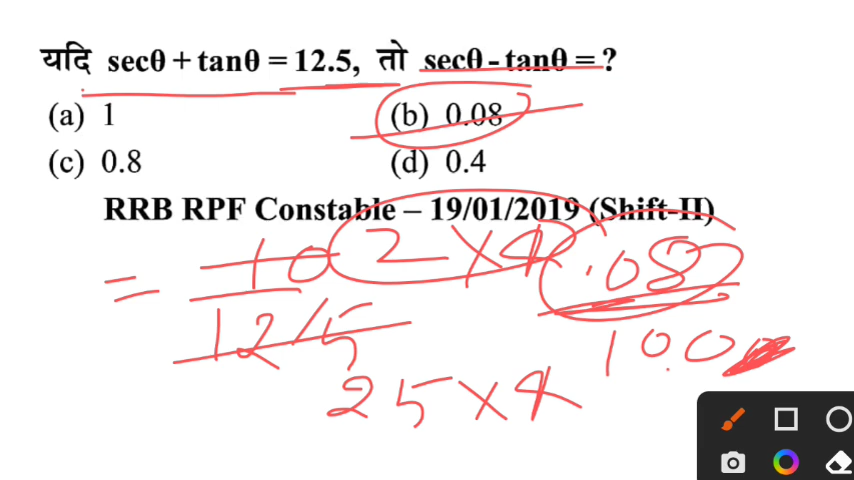 यदि secθ + tanθ = 12.5, तो secθ - tanθ = ?
(a) 1 (b) 0.08
(c) 0.8 (d) 0.4
RRB RPF Constable – 19/01/2019 (Shift-II)
= 10 2 × 4 .08
125 100
25 × 4